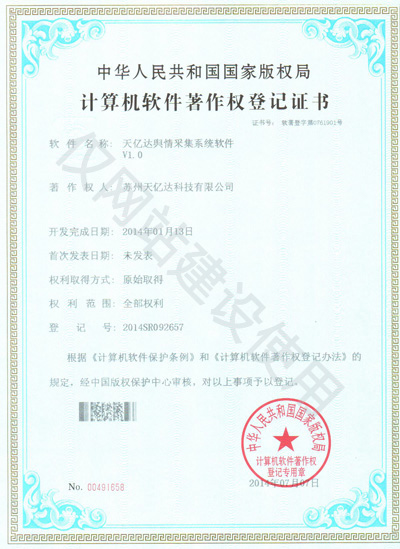 中华人民共和国国家版权局
计算机软件著作权登记证书
证书号： 软著登字第0761901号
软件名称： 天亿达舆情采集系统软件
V1.0
著作权人： 苏州天亿达科技有限公司
开发完成日期： 2014年01月13日
首次发表日期： 未发表
权利取得方式： 原始取得
权利范围： 全部权利
登记号： 2014SR092657
根据《计算机软件保护条例》和《计算机软件著作权登记办法》的
规定，经中国版权保护中心审核，对以上事项予以登记。
中华人民共和国国家版权局
计算机软件著作权
登记专用章
No. 00491658
2014年07月07日
仅网站建设使用